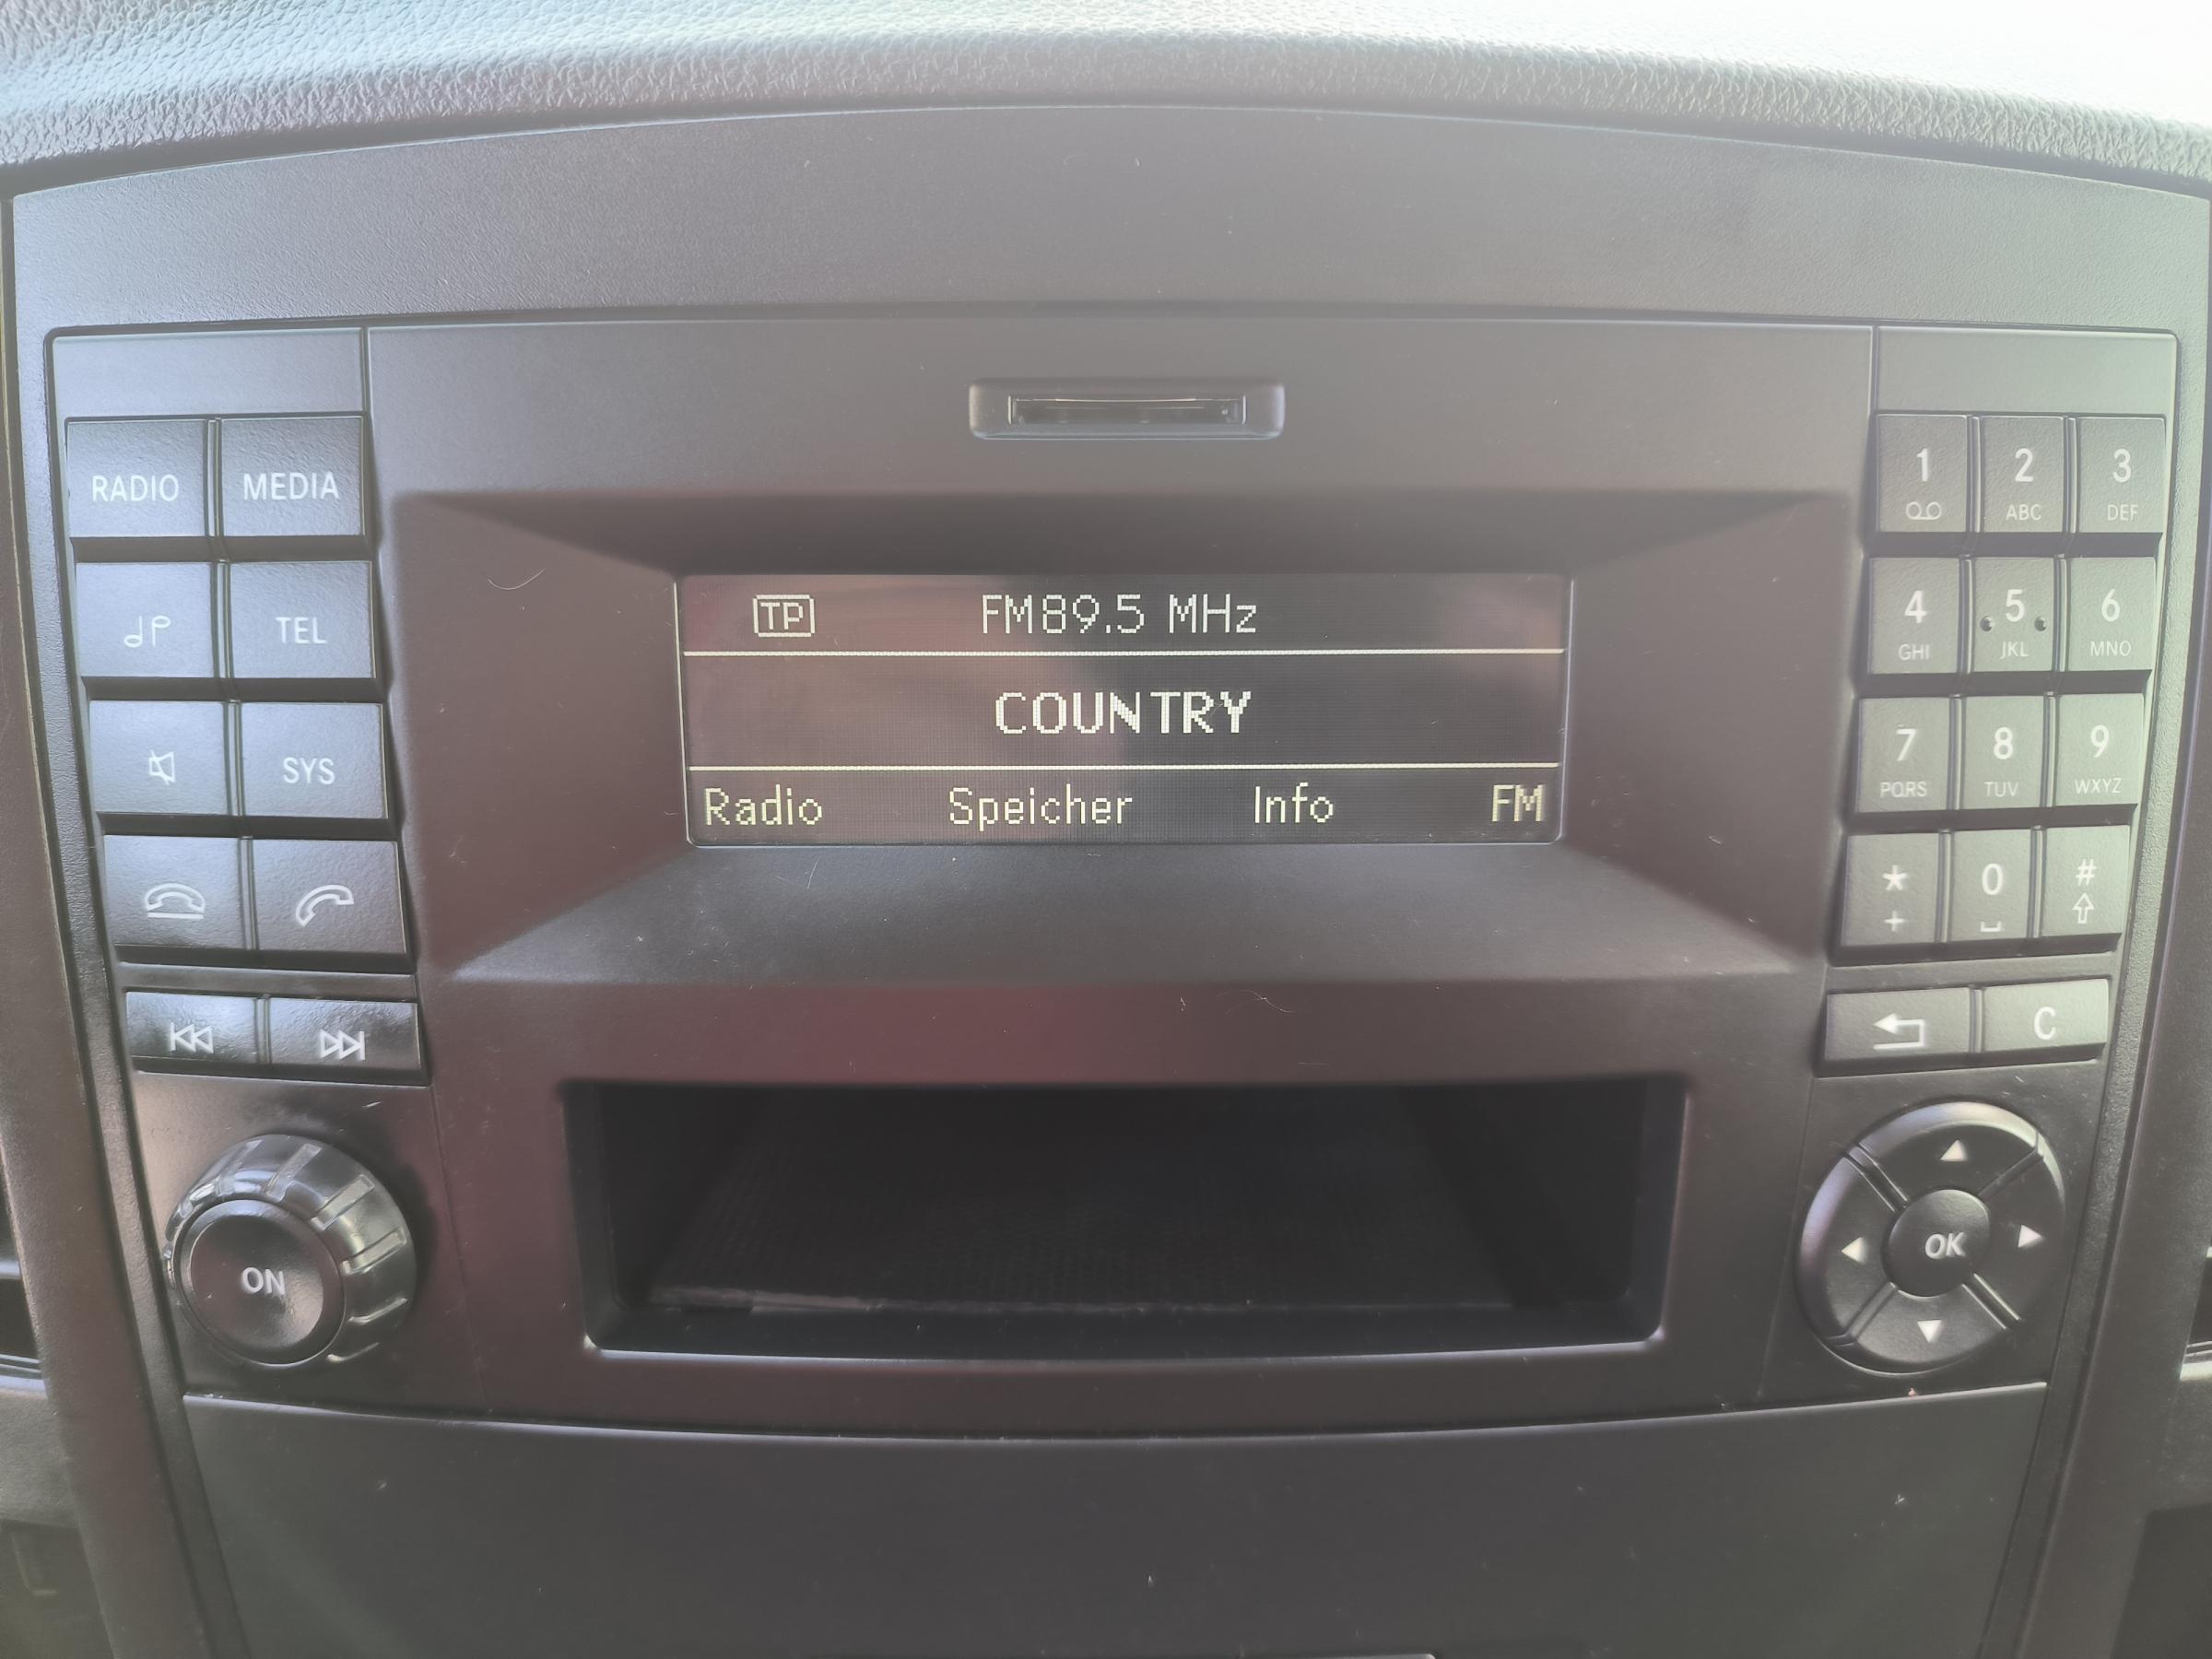 RADIO MEDIA
TEL
SYS
TP FM89.5 MHz
COUNTRY
Radio Speicher Info FM
ON
1 2 3
ABC DEF
4 5 6
GHI JKL MNO
7 8 9
PQRS TUV WXYZ
* 0 #
+
C
OK